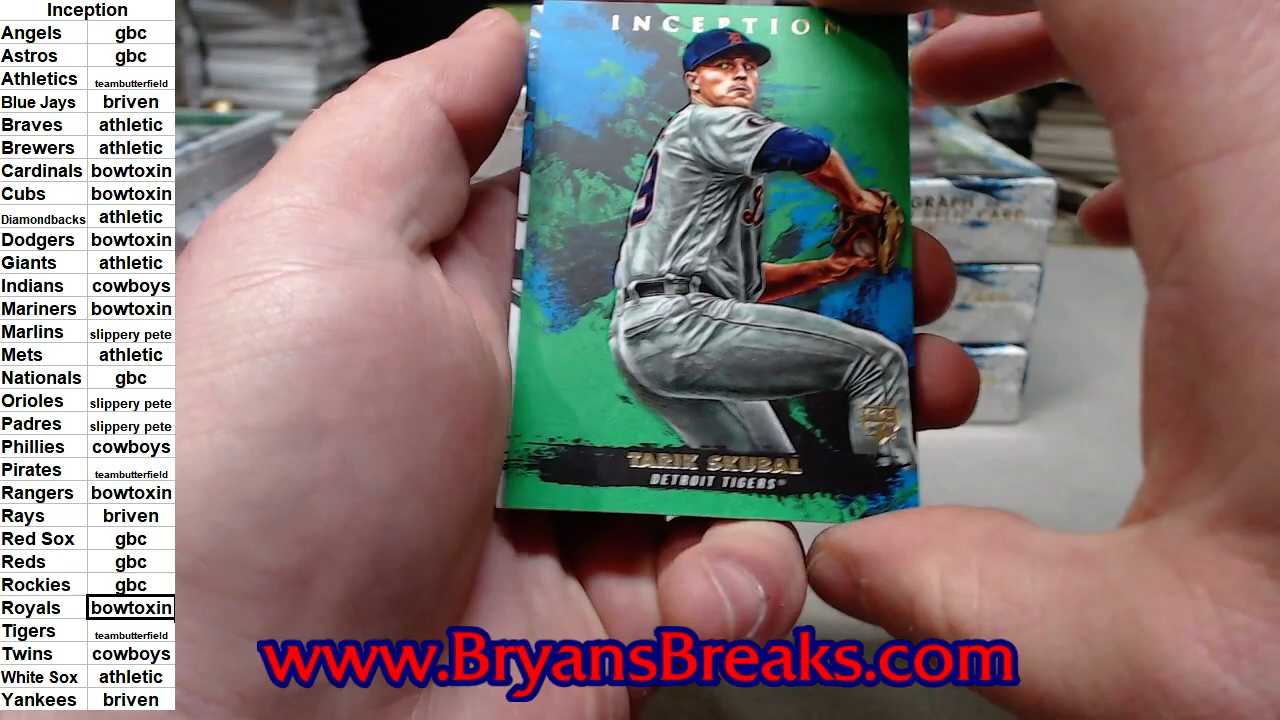 Inception
Angels gbc
Astros gbc
Athletics teambutterfield
Blue Jays briven
Braves athletic
Brewers athletic
Cardinals bowtoxin
Cubs bowtoxin
Diamondbacks athletic
Dodgers bowtoxin
Giants athletic
Indians cowboys
Mariners bowtoxin
Marlins slippery pete
Mets athletic
Nationals gbc
Orioles slippery pete
Padres slippery pete
Phillies cowboys
Pirates teambutterfield
Rangers bowtoxin
Rays briven
Red Sox gbc
Reds gbc
Rockies gbc
Royals bowtoxin
Tigers teambutterfield
Twins cowboys
White Sox athletic
Yankees briven
INCEPTION
TARIK SKUBAL
DETROIT TIGERS
RELIC CARD
CARD
www.BryansBreaks.com